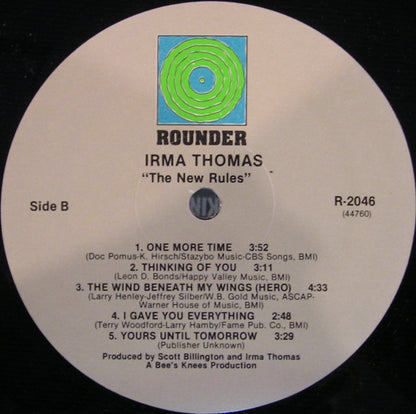 ROUNDER
IRMA THOMAS
"The New Rules"
Side B
R-2046
(44760)
1. ONE MORE TIME 3:52
(Doc Pomus-K. Hirsch/Stazybo Music-CBS Songs, BMI)
2. THINKING OF YOU 3:11
(Leon D. Bonds/Happy Valley Music, BMI)
3. THE WIND BENEATH MY WINGS (HERO) 4:33
(Larry Henley-Jeffrey Silber/W.B. Gold Music, ASCAP-
Warner House of Music, BMI)
4. I GAVE YOU EVERYTHING 2:48
(Terry Woodford-Larry Hamby/Fame Pub. Co., BMI)
5. YOURS UNTIL TOMORROW 3:29
(Publisher Unknown)
Produced by Scott Billington and Irma Thomas
A Bee's Knees Production